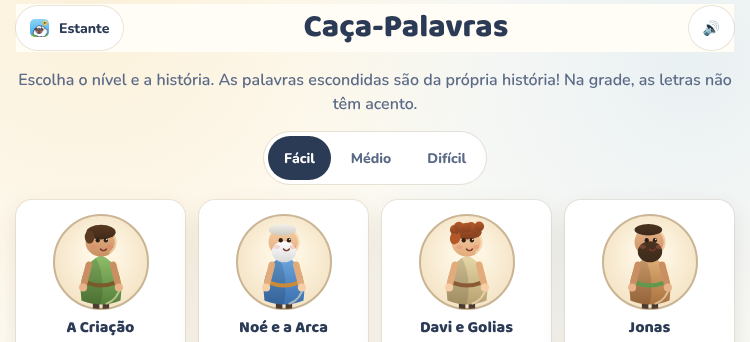 Estante
Caça-Palavras
Escolha o nível e a história. As palavras escondidas são da própria história! Na grade, as letras não
têm acento.
Fácil
Médio
Difícil
A Criação
Noé e a Arca
Davi e Golias
Jonas